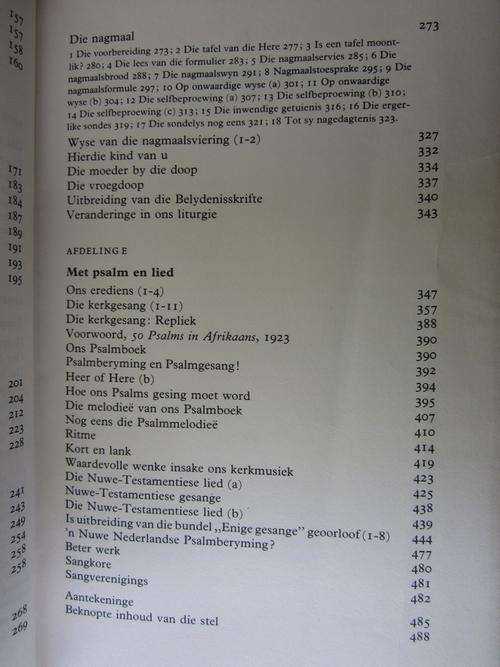 157
157
158
160
171
183
184
187
189
191
193
195
201
204
212
223
228
241
243
249
254
258
258
268
269
Die nagmaal 273
1 Die voorbereiding 273; 2 Die tafel van die Here 277; 3 Is een tafel moont-
lik? 280; 4 Die lees van die formulier 283; 5 Die nagmaalservies 285; 6 Die
nagmaalsbrood 288; 7 Die nagmaalswyn 291; 8 Nagmaalstoesprake 295; 9 Die
nagmaalsformule 297; 10 Op onwaardige wyse (a) 301; 11 Op onwaardige
wyse (b) 304; 12 Die selfbeproewing (a) 307; 13 Die selfbeproewing (b) 310;
14 Die selfbeproewing (c) 313; 15 Die inwendige getuienis 316; 16 Die erger-
like sondes 319; 17 Die sondelys nog eens 321; 18 Tot sy nagedagtenis 323.
Wyse van die nagmaalsviering (1-2) 327
Hierdie kind van u 332
Die moeder by die doop 334
Die vroegdoop 337
Uitbreiding van die Belydenisskrifte 340
Veranderinge in ons liturgie 343
AFDELING E
Met psalm en lied
Ons erediens (1-4) 347
Die kerkgesang (1-11) 357
Die kerkgesang: Repliek 388
Voorwoord, 50 Psalms in Afrikaans, 1923 390
Ons Psalmboek 390
Psalmberyming en Psalmgesang! 392
Heer of Here (b) 394
Hoe ons Psalms gesing moet word 395
Die melodieë van ons Psalmboek 407
Nog eens die Psalmmelodieë 410
Ritme 414
Kort en lank 419
Waardevolle wenke insake ons kerkmusiek 423
Die Nuwe-Testamentiese lied (a) 425
Nuwe-Testamentiese gesange 438
Die Nuwe-Testamentiese lied (b) 439
Is uitbreiding van die bundel „Enige gesange" geoorloof (1-8) 444
'n Nuwe Nederlandse Psalmberyming? 477
Beter werk 480
Sangkore 481
Sangverenigings 482
Aantekeninge 485
Beknopte inhoud van die stel 488